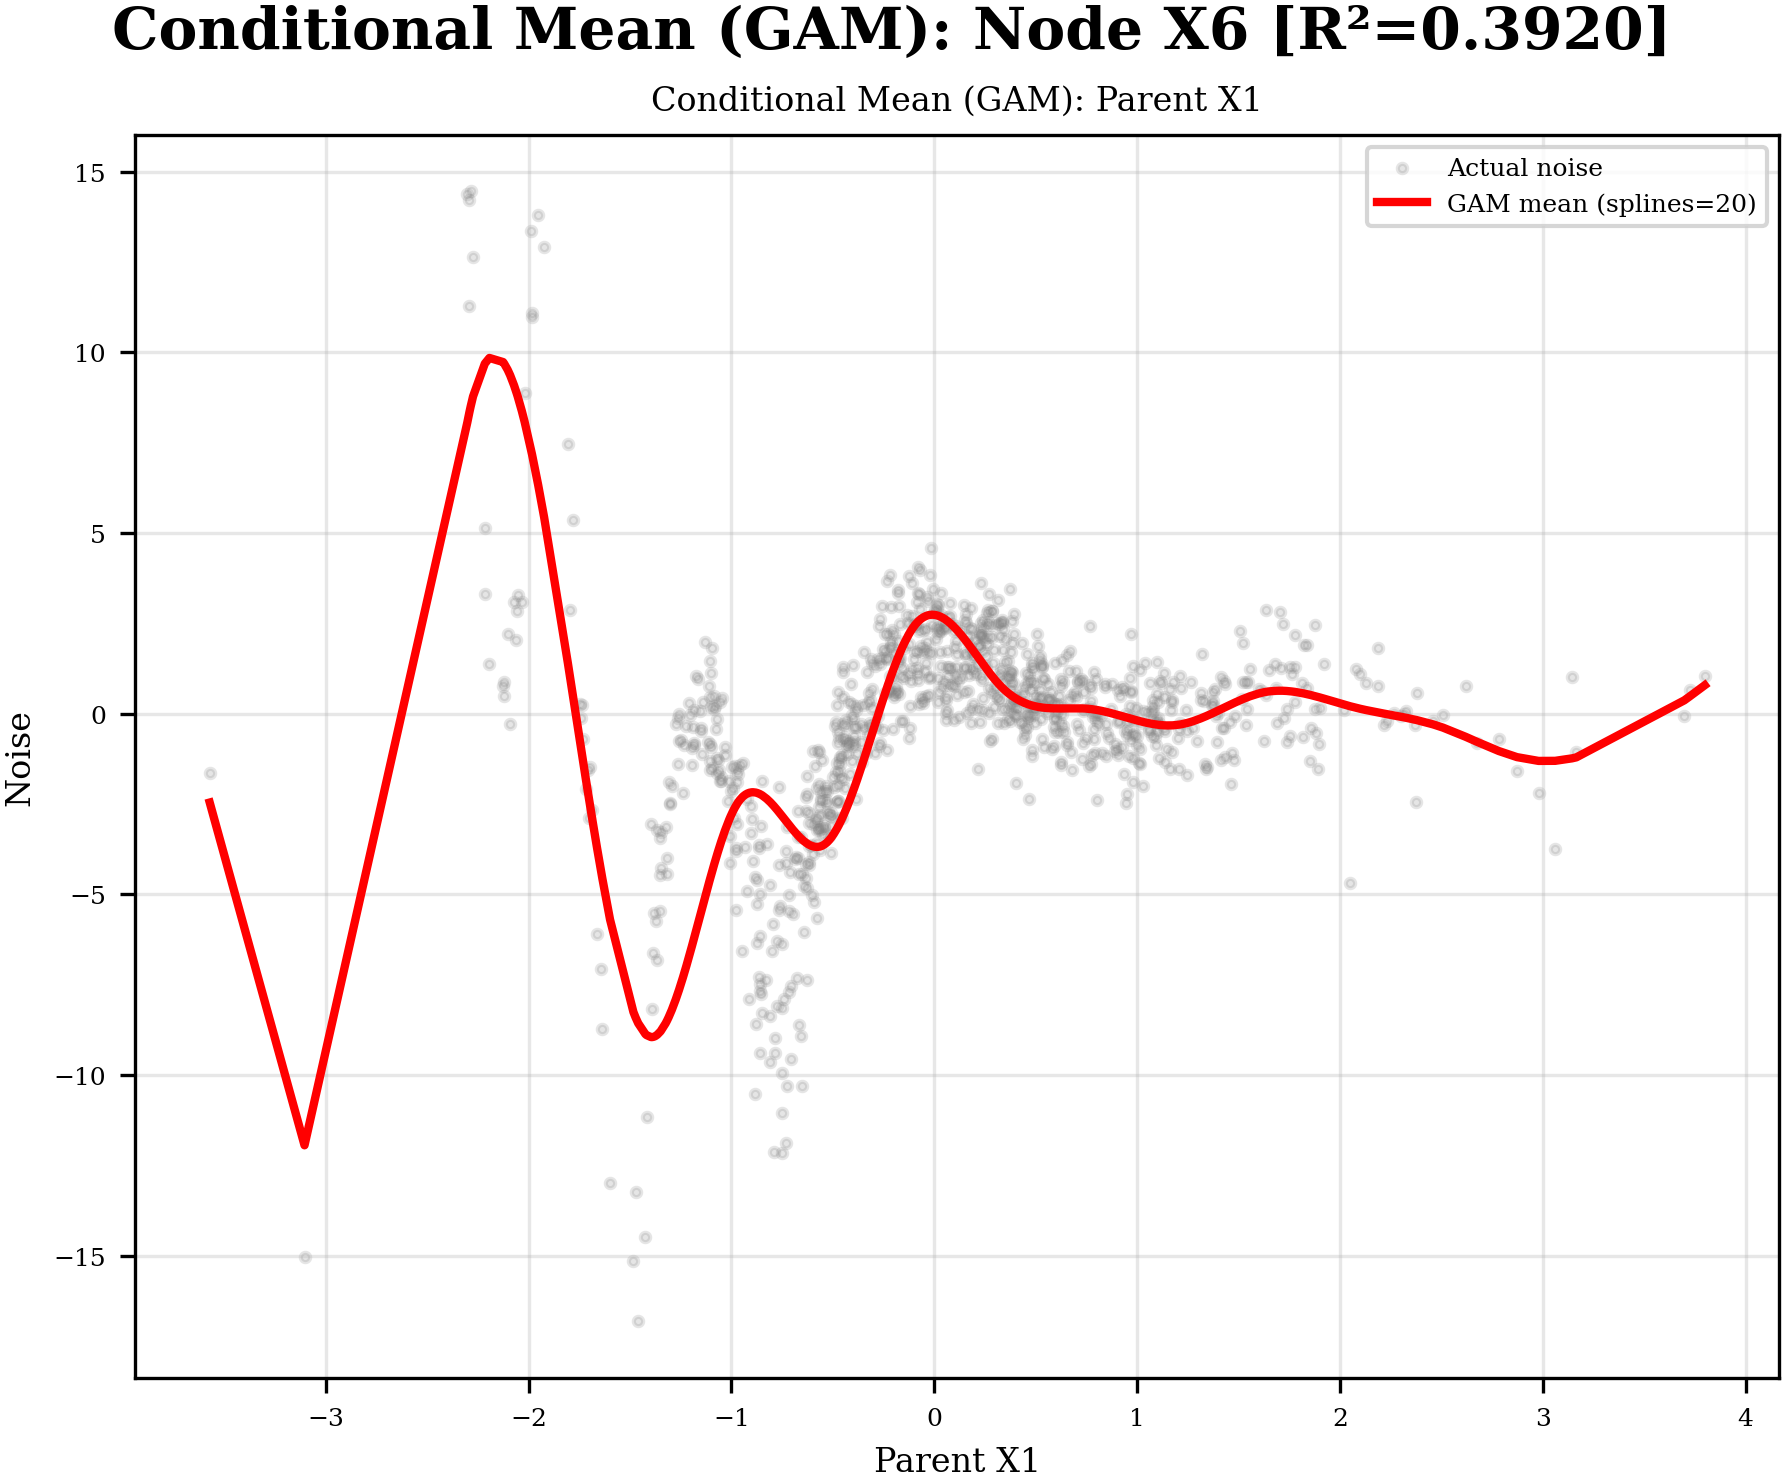 Conditional Mean (GAM): Node X6 [R²=0.3920]
Conditional Mean (GAM): Parent X1
Actual noise
GAM mean (splines=20)
15
10
5
0
−5
−10
−15
Noise
−3
−2
−1
0
1
2
3
4
Parent X1